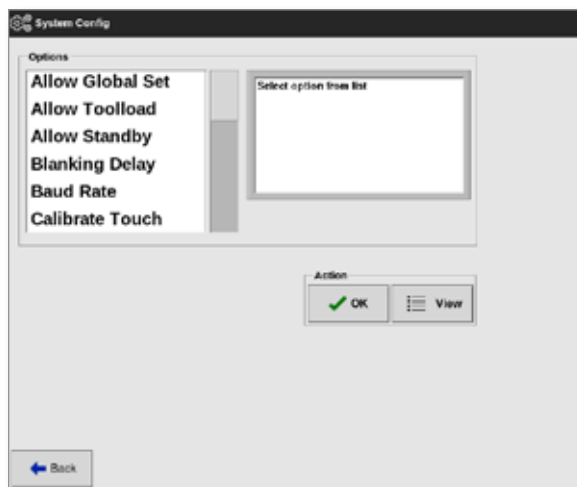 System Config
Options
Allow Global Set
Allow Toolload
Allow Standby
Blanking Delay
Baud Rate
Calibrate Touch
Select option from list
Action
OK
View
Back